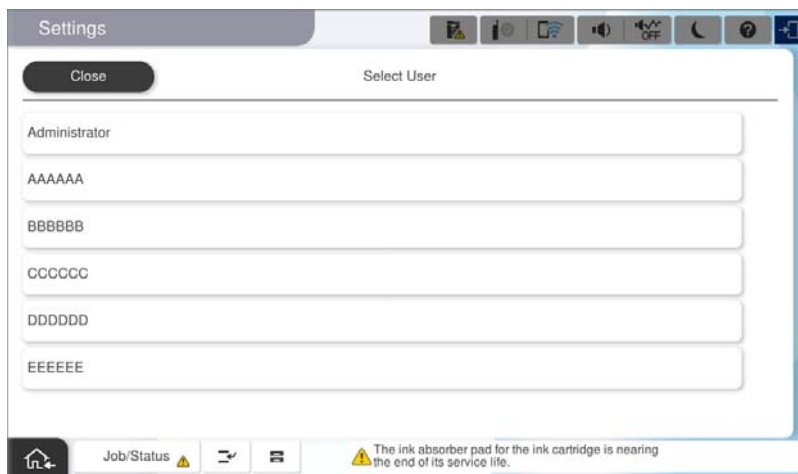 Settings
OFF
?
Close
Select User
Administrator
AAAAAA
BBBBBB
CCCCCC
DDDDDD
EEEEEE
Job/Status
The ink absorber pad for the ink cartridge is nearing
the end of its service life.